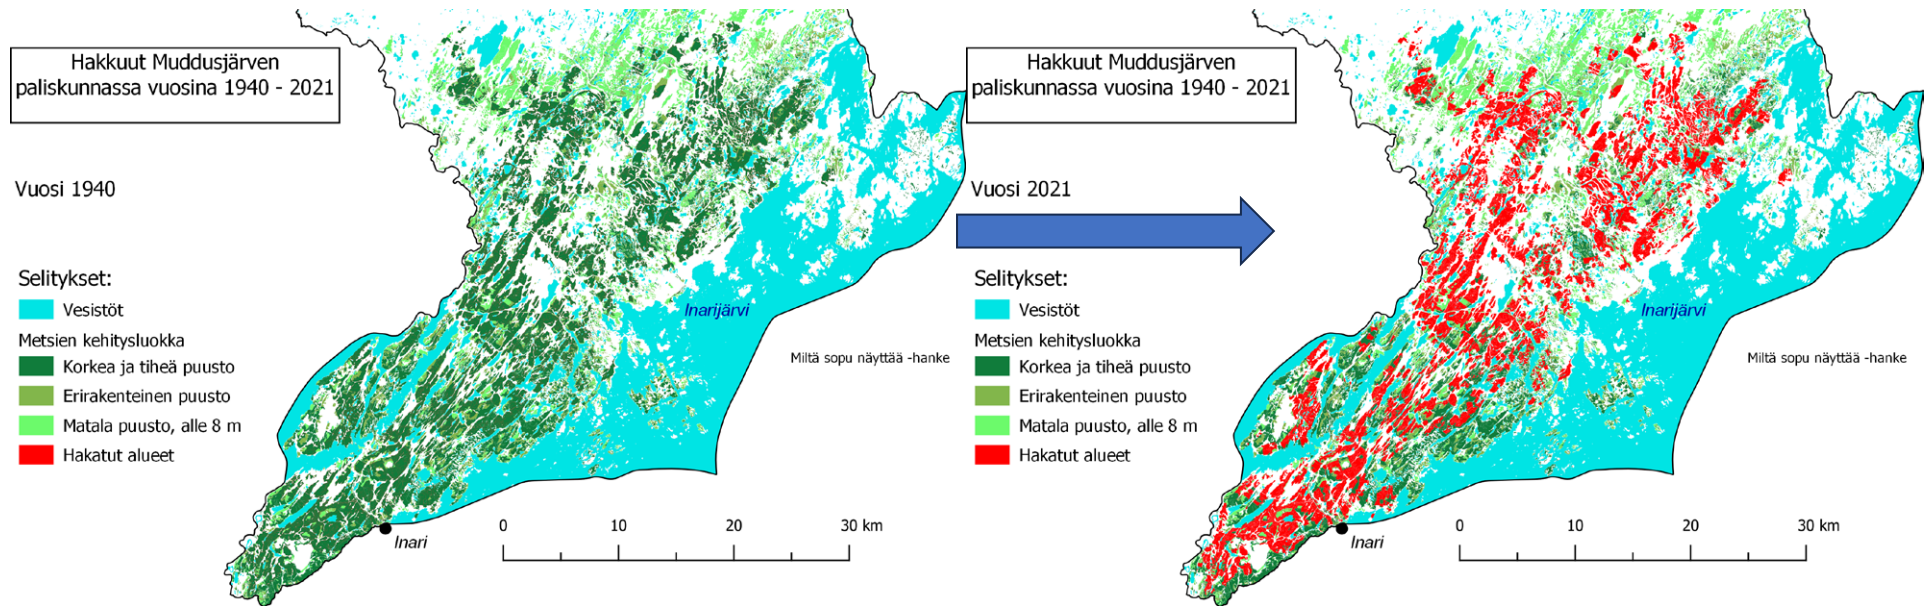 Hakkuut Muddusjärven
paliskunnassa vuosina 1940 - 2021
Vuosi 1940
Selitykset:
Vesistöt
Metsien kehitysluokka
Korkea ja tiheä puusto
Erirakenteinen puusto
Matala puusto, alle 8 m
Hakatut alueet
Inarijärvi
Miltä sopu näyttää -hanke
Inari
0 10 20 30 km
Hakkuut Muddusjärven
paliskunnassa vuosina 1940 - 2021
Vuosi 2021
Selitykset:
Vesistöt
Metsien kehitysluokka
Korkea ja tiheä puusto
Erirakenteinen puusto
Matala puusto, alle 8 m
Hakatut alueet
Inarijärvi
Miltä sopu näyttää -hanke
Inari
0 10 20 30 km